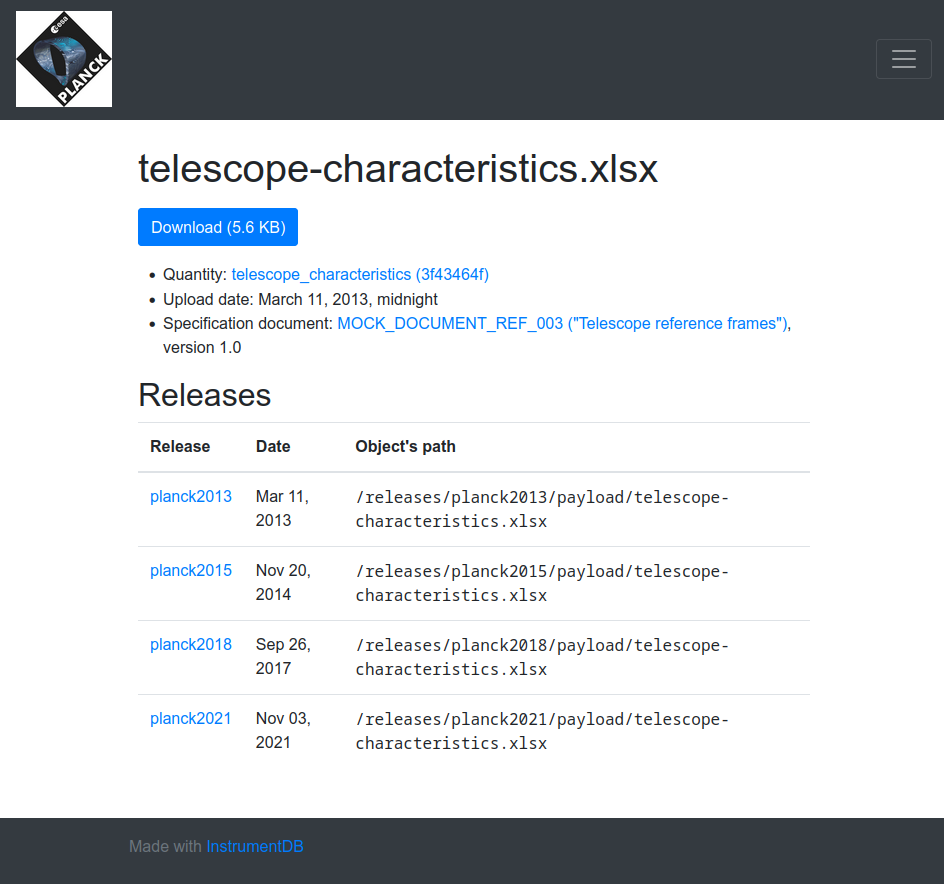 esa
PLANCK
telescope-characteristics.xlsx
Download (5.6 KB)
• Quantity: telescope_characteristics (3f43464f)
• Upload date: March 11, 2013, midnight
• Specification document: MOCK_DOCUMENT_REF_003 ("Telescope reference frames"),
version 1.0
Releases
Release Date Object's path
planck2013 Mar 11, /releases/planck2013/payload/telescope-
2013 characteristics.xlsx
planck2015 Nov 20, /releases/planck2015/payload/telescope-
2014 characteristics.xlsx
planck2018 Sep 26, /releases/planck2018/payload/telescope-
2017 characteristics.xlsx
planck2021 Nov 03, /releases/planck2021/payload/telescope-
2021 characteristics.xlsx
Made with InstrumentDB